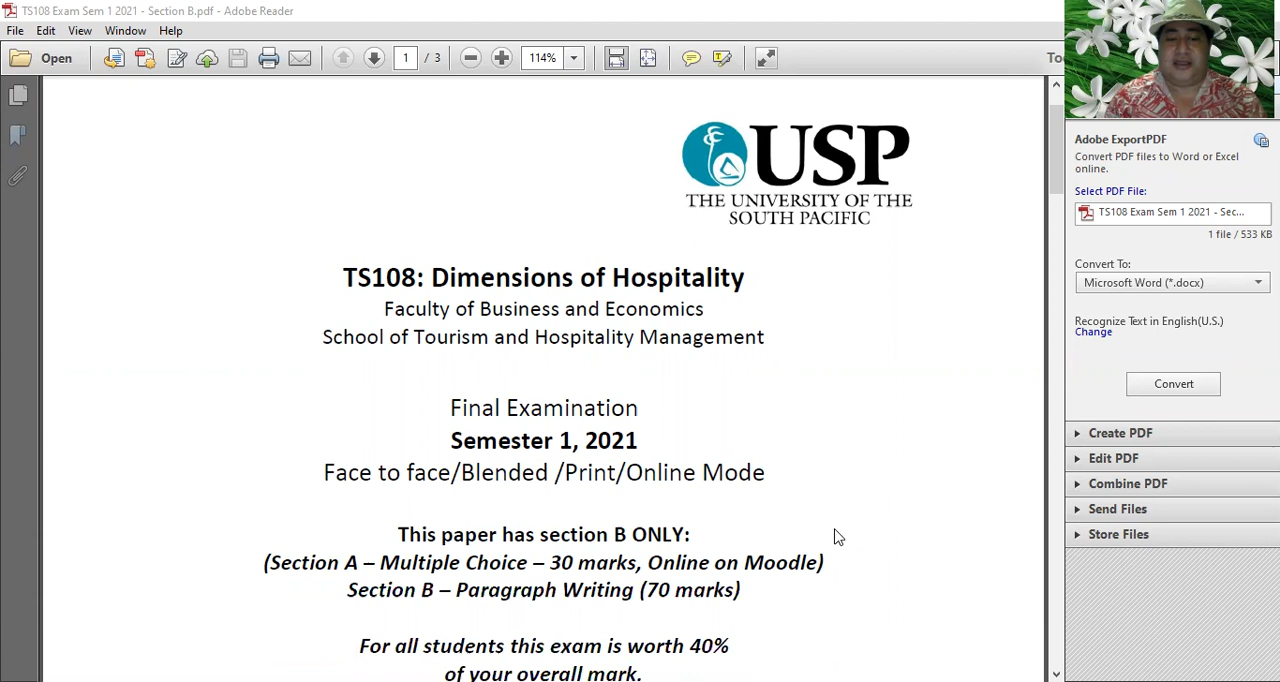 TS108 Exam Sem 1 2021 - Section B.pdf - Adobe Reader
File Edit View Window Help
Open 1 / 3 114% To
USP
THE UNIVERSITY OF THE
SOUTH PACIFIC
TS108: Dimensions of Hospitality
Faculty of Business and Economics
School of Tourism and Hospitality Management
Final Examination
Semester 1, 2021
Face to face/Blended /Print/Online Mode
This paper has section B ONLY:
(Section A – Multiple Choice – 30 marks, Online on Moodle)
Section B – Paragraph Writing (70 marks)
For all students this exam is worth 40%
of your overall mark.
Adobe ExportPDF
Convert PDF files to Word or Excel
online.
Select PDF File:
TS108 Exam Sem 1 2021 - Sec...
1 file / 533 KB
Convert To:
Microsoft Word (*.docx)
Recognize Text in English(U.S.)
Change
Convert
Create PDF
Edit PDF
Combine PDF
Send Files
Store Files